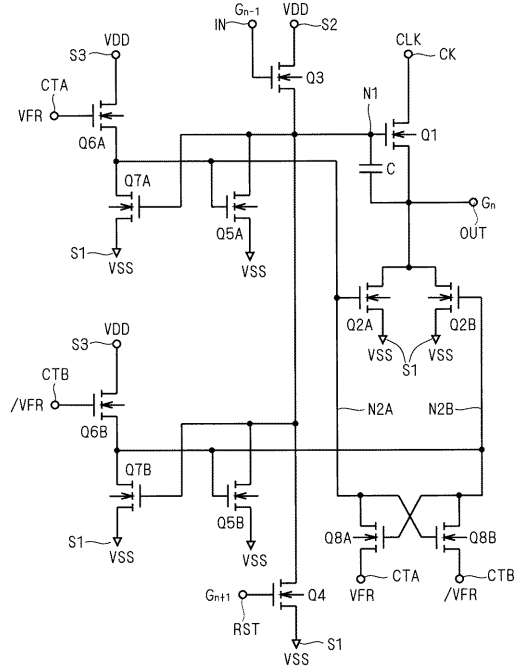 Gn-1 VDD
IN S2
CLK
CK
VDD
S3
Q3
CTA
N1
VFR
Q6A
Q1
Q7A
C
Gn
OUT
Q5A
S1
VSS
VSS
Q2A Q2B
VDD
S3
VSS VSS
S1
CTB
/VFR
Q6B
N2A N2B
Q7B
Q5B
S1
VSS
VSS
Q8A Q8B
Gn+1
Q4
CTA CTB
RST
VFR /VFR
S1
VSS